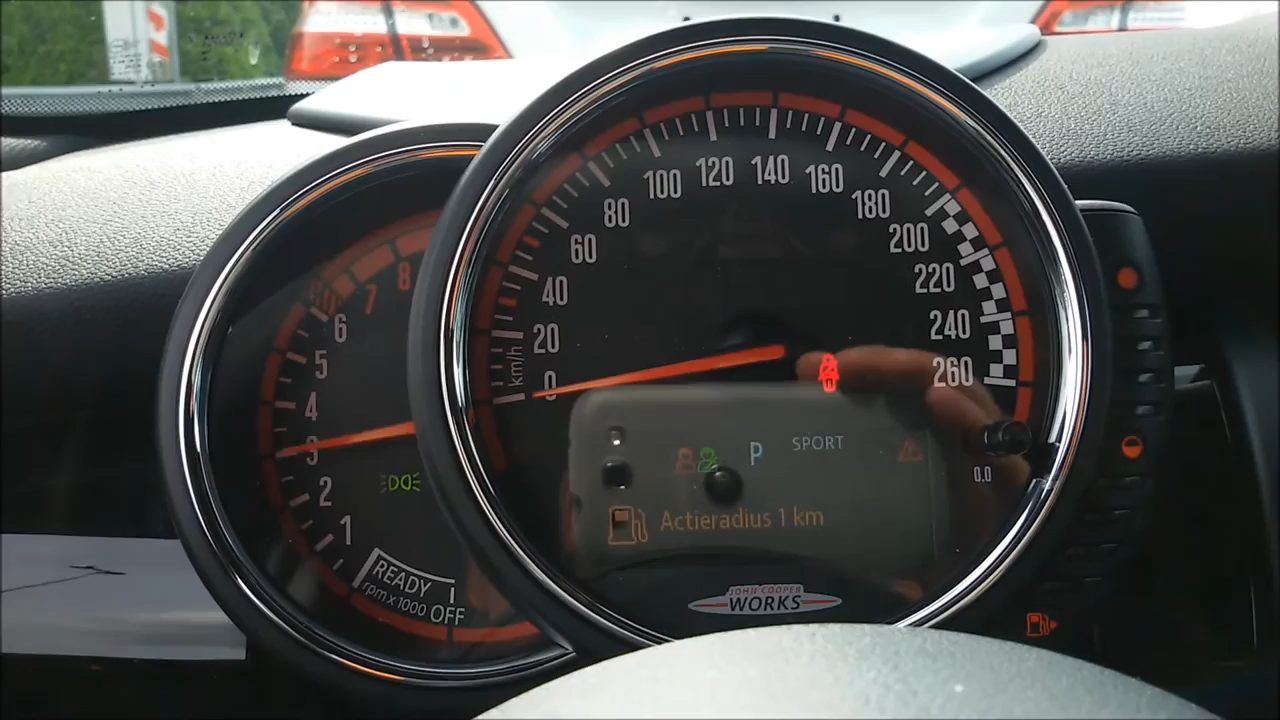 km/h
0
20
40
60
80
100
120
140
160
180
200
220
240
260
8
7
6
5
4
3
2
1
READY
OFF
rpm x 1000
P
SPORT
0.0
Actieradius 1 km
JOHN COOPER
WORKS